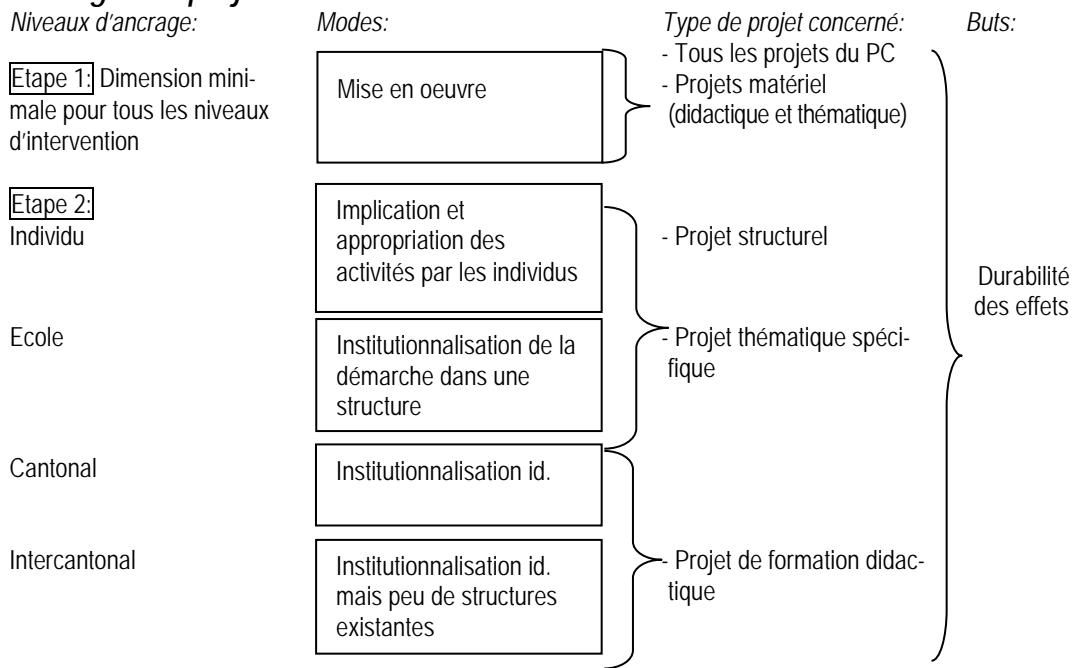 Niveaux d'ancrage:
Modes:
Type de projet concerné:
Buts:
Etape 1: Dimension mini-
male pour tous les niveaux
d'intervention
Mise en oeuvre
- Tous les projets du PC
- Projets matériel
(didactique et thématique)
Etape 2:
Individu
Implication et
appropriation des
activités par les individus
- Projet structurel
Ecole
Institutionnalisation de la
démarche dans une
structure
- Projet thématique spéci-
fique
Cantonal
Institutionnalisation id.
Intercantonal
Institutionnalisation id.
mais peu de structures
existantes
- Projet de formation didac-
tique
Durabilité
des effets